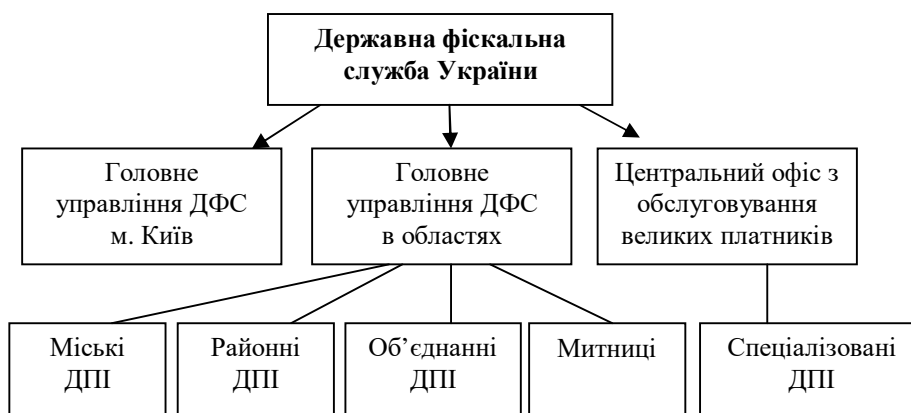 Державна фіскальна
служба України
Головне
управління ДФС
м. Київ
Головне
управління ДФС
в областях
Центральний офіс з
обслуговування
великих платників
Міські
ДПІ
Районні
ДПІ
Об’єднанні
ДПІ
Митниці
Спеціалізовані
ДПІ